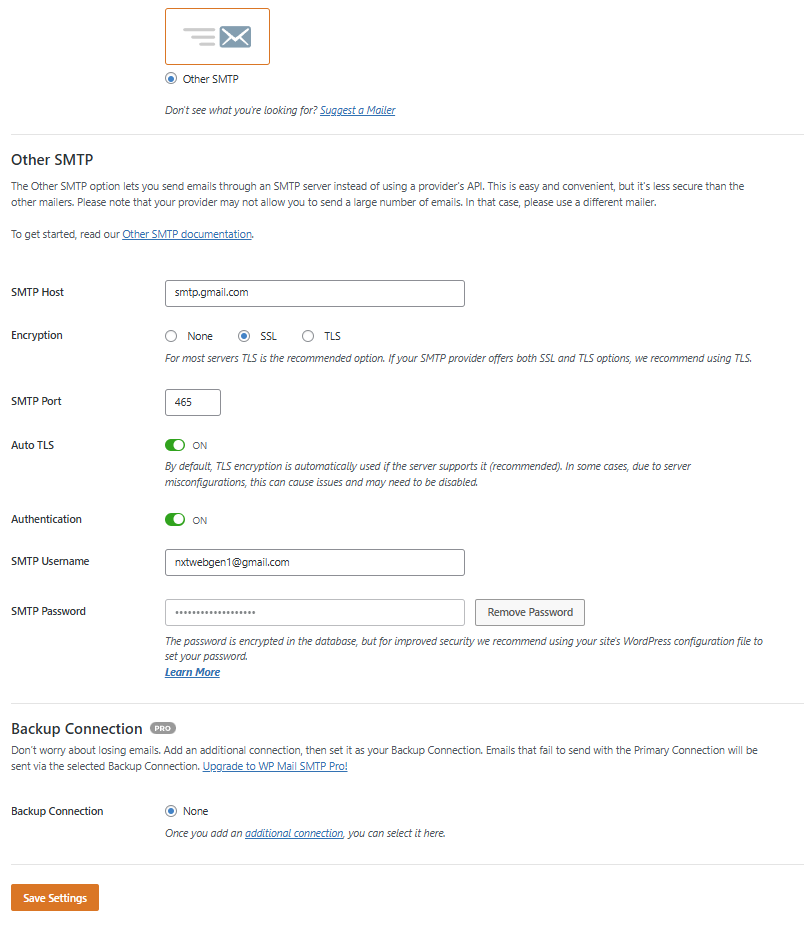 Other SMTP
Don't see what you're looking for? Suggest a Mailer
Other SMTP
The Other SMTP option lets you send emails through an SMTP server instead of using a provider's API. This is easy and convenient, but it's less secure than the
other mailers. Please note that your provider may not allow you to send a large number of emails. In that case, please use a different mailer.
To get started, read our Other SMTP documentation.
SMTP Host
smtp.gmail.com
Encryption
None SSL TLS
For most servers TLS is the recommended option. If your SMTP provider offers both SSL and TLS options, we recommend using TLS.
SMTP Port
465
Auto TLS
ON
By default, TLS encryption is automatically used if the server supports it (recommended). In some cases, due to server
misconfigurations, this can cause issues and may need to be disabled.
Authentication
ON
SMTP Username
nxtwebgen1@gmail.com
SMTP Password
Remove Password
The password is encrypted in the database, but for improved security we recommend using your site's WordPress configuration file to
set your password.
Learn More
Backup Connection PRO
Don't worry about losing emails. Add an additional connection, then set it as your Backup Connection. Emails that fail to send with the Primary Connection will be
sent via the selected Backup Connection. Upgrade to WP Mail SMTP Pro!
Backup Connection
None
Once you add an additional connection, you can select it here.
Save Settings